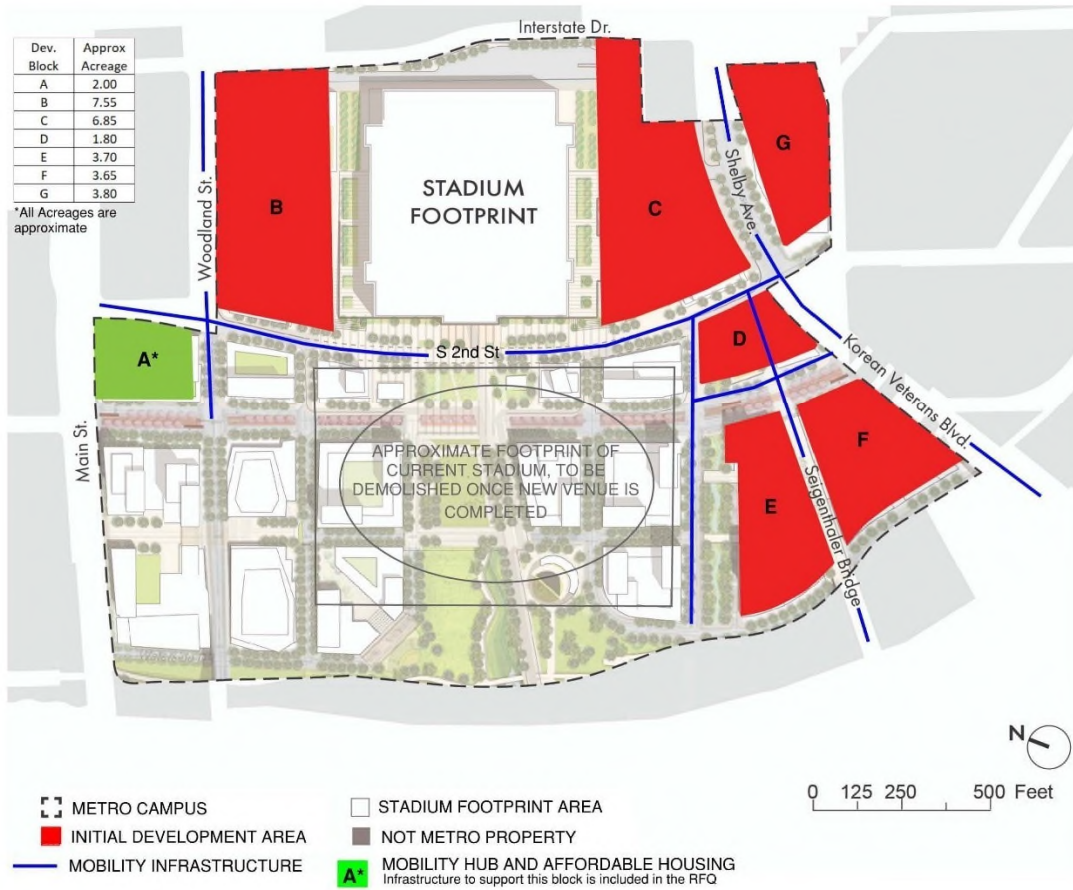 Interstate Dr.
Dev. Block Approx Acreage
A 2.00
B 7.55
C 6.85
D 1.80
E 3.70
F 3.65
G 3.80
*All Acreages are
approximate
Woodland St.
B
STADIUM
FOOTPRINT
C
Shelby Ave.
G
A*
S 2nd St
D
Korean Veterans Blvd.
Main St.
APPROXIMATE FOOTPRINT OF
CURRENT STADIUM, TO BE
DEMOLISHED ONCE NEW VENUE IS
COMPLETED
E
F
Seigenthaler Bridge
N
0 125 250 500 Feet
METRO CAMPUS
INITIAL DEVELOPMENT AREA
MOBILITY INFRASTRUCTURE
STADIUM FOOTPRINT AREA
NOT METRO PROPERTY
A* MOBILITY HUB AND AFFORDABLE HOUSING
Infrastructure to support this block is included in the RFQ